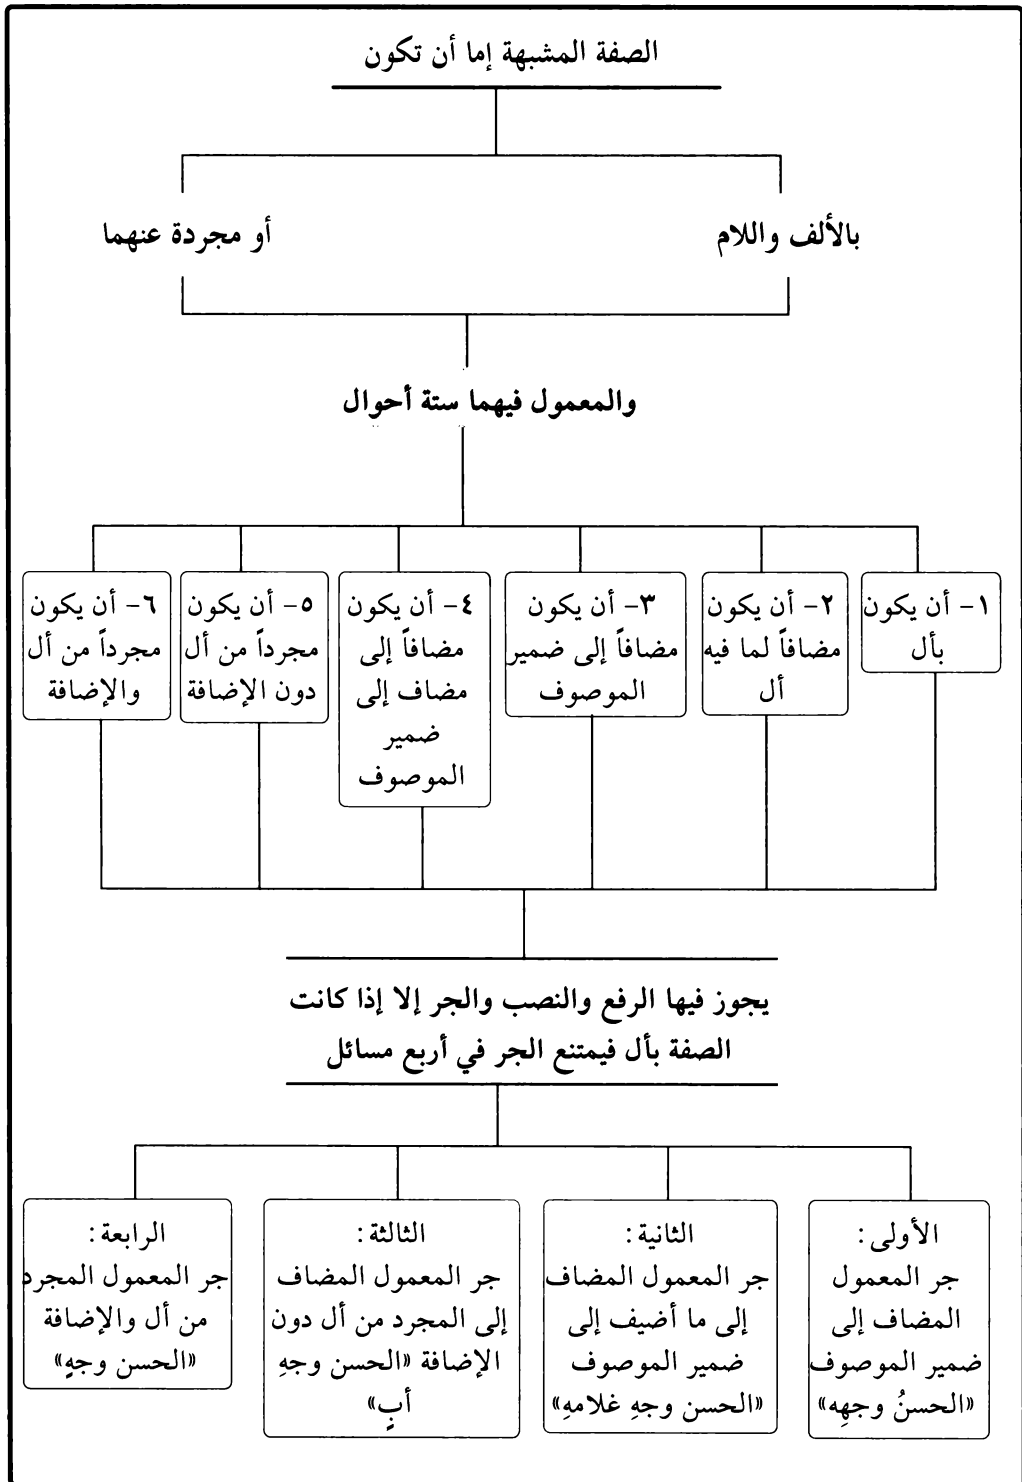 الصفة المشبهة إما أن تكون
بالألف واللام
أو مجردة عنهما
والمعمول فيهما ستة أحوال
١- أن يكون
بأل
٢- أن يكون
مضافاً لما فيه
أل
٣- أن يكون
مضافاً إلى ضمير
الموصوف
٤- أن يكون
مضافاً إلى
مضاف إلى
ضمير
الموصوف
٥- أن يكون
مجرداً من أل
دون الإضافة
٦- أن يكون
مجرداً من أل
والإضافة
يجوز فيها الرفع والنصب والجر إلا إذا كانت
الصفة بأل فيمتنع الجر في أربع مسائل
الأولى:
جر المعمول
المضاف إلى
ضمير الموصوف
«الحسنُ وجهِه»
الثانية:
جر المعمول المضاف
إلى ما أضيف إلى
ضمير الموصوف
«الحسن وجهِ غلامهِ»
الثالثة:
جر المعمول المضاف
إلى المجرد من أل دون
الإضافة «الحسن وجهِ
أبٍ»
الرابعة:
جر المعمول المجرد
من أل والإضافة
«الحسن وجهٍ»